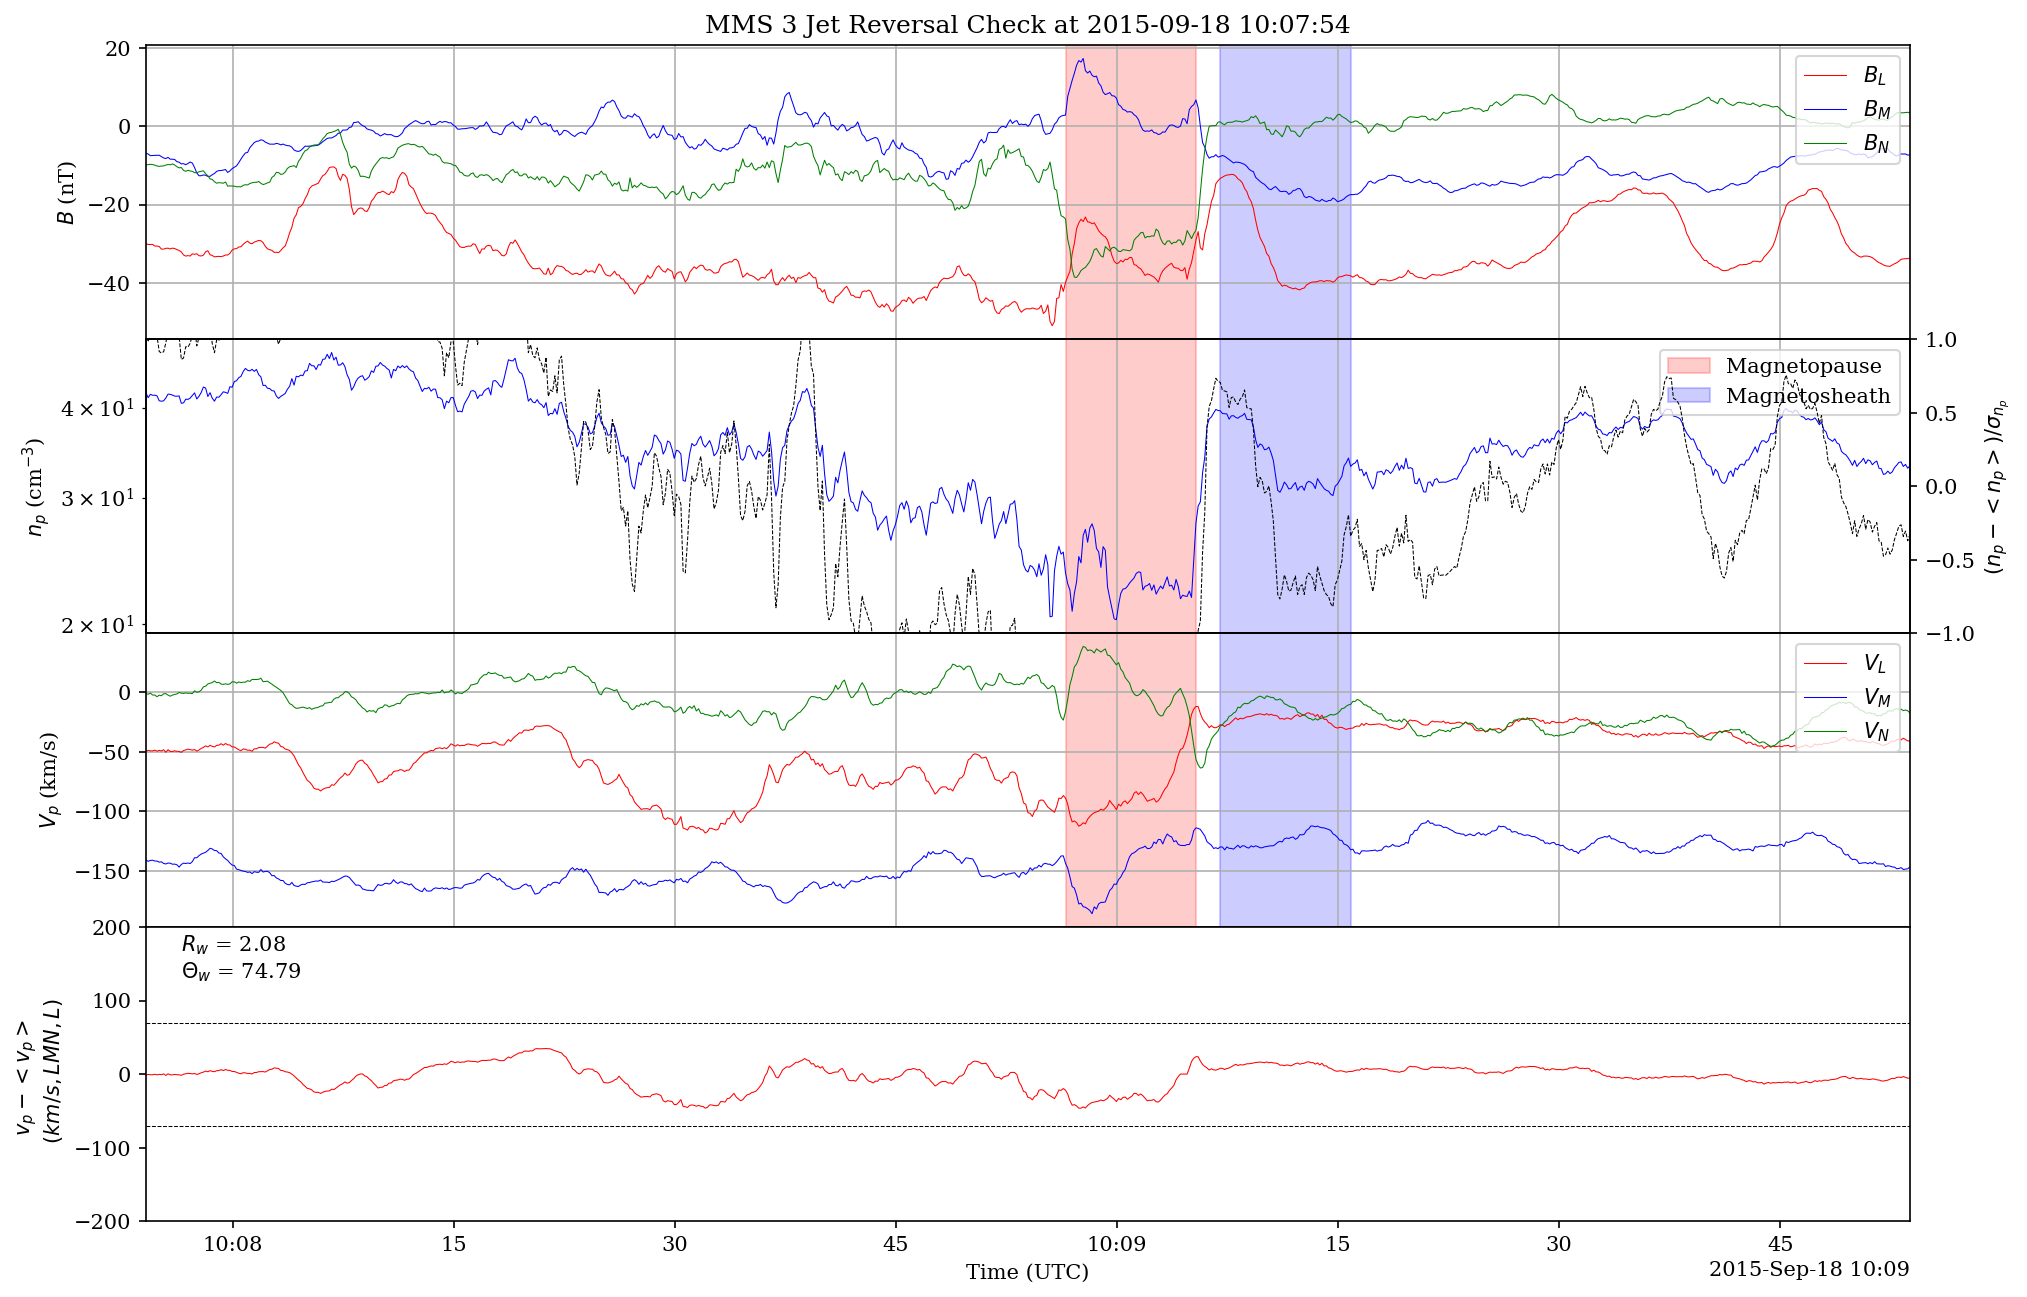 MMS 3 Jet Reversal Check at 2015-09-18 10:07:54
20
0
−20
−40
B (nT)
B_L
B_M
B_N
4 × 10^1
3 × 10^1
2 × 10^1
n_p (cm^{−3})
Magnetopause
Magnetosheath
1.0
0.5
0.0
−0.5
−1.0
(n_p − < n_p >)/σ_{n_p}
0
−50
−100
−150
V_p (km/s)
V_L
V_M
V_N
200
100
0
−100
−200
v_p − < v_p >
(km/s, LMN, L)
R_w = 2.08
Θ_w = 74.79
10:08
15
30
45
10:09
15
30
45
Time (UTC)
2015-Sep-18 10:09